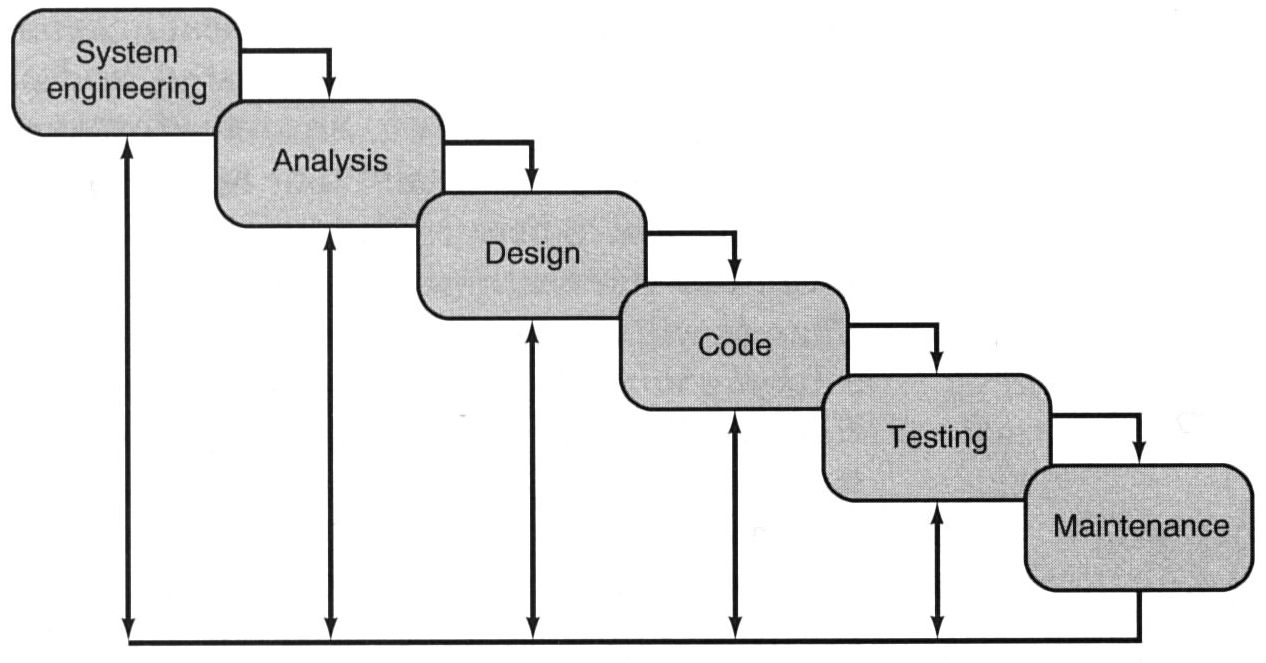 System
engineering
Analysis
Design
Code
Testing
Maintenance